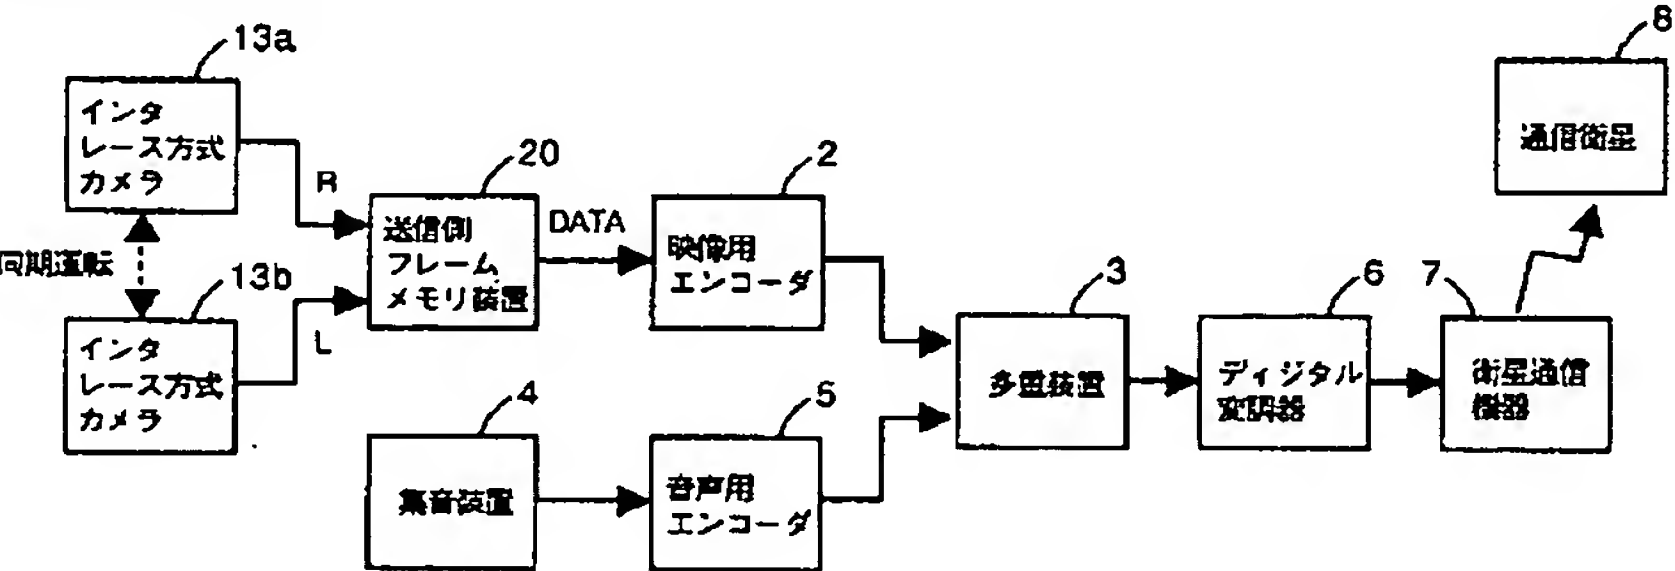 13a
インタ
レース方式
カメラ
同期運転
13b
インタ
レース方式
カメラ
R
L
20
送信側
フレーム
メモリ装置
DATA
2
映像用
エンコーダ
4
集音装置
5
音声用
エンコーダ
3
多重装置
6
ディジタル
変調器
7
衛星通信
機器
8
通信衛星